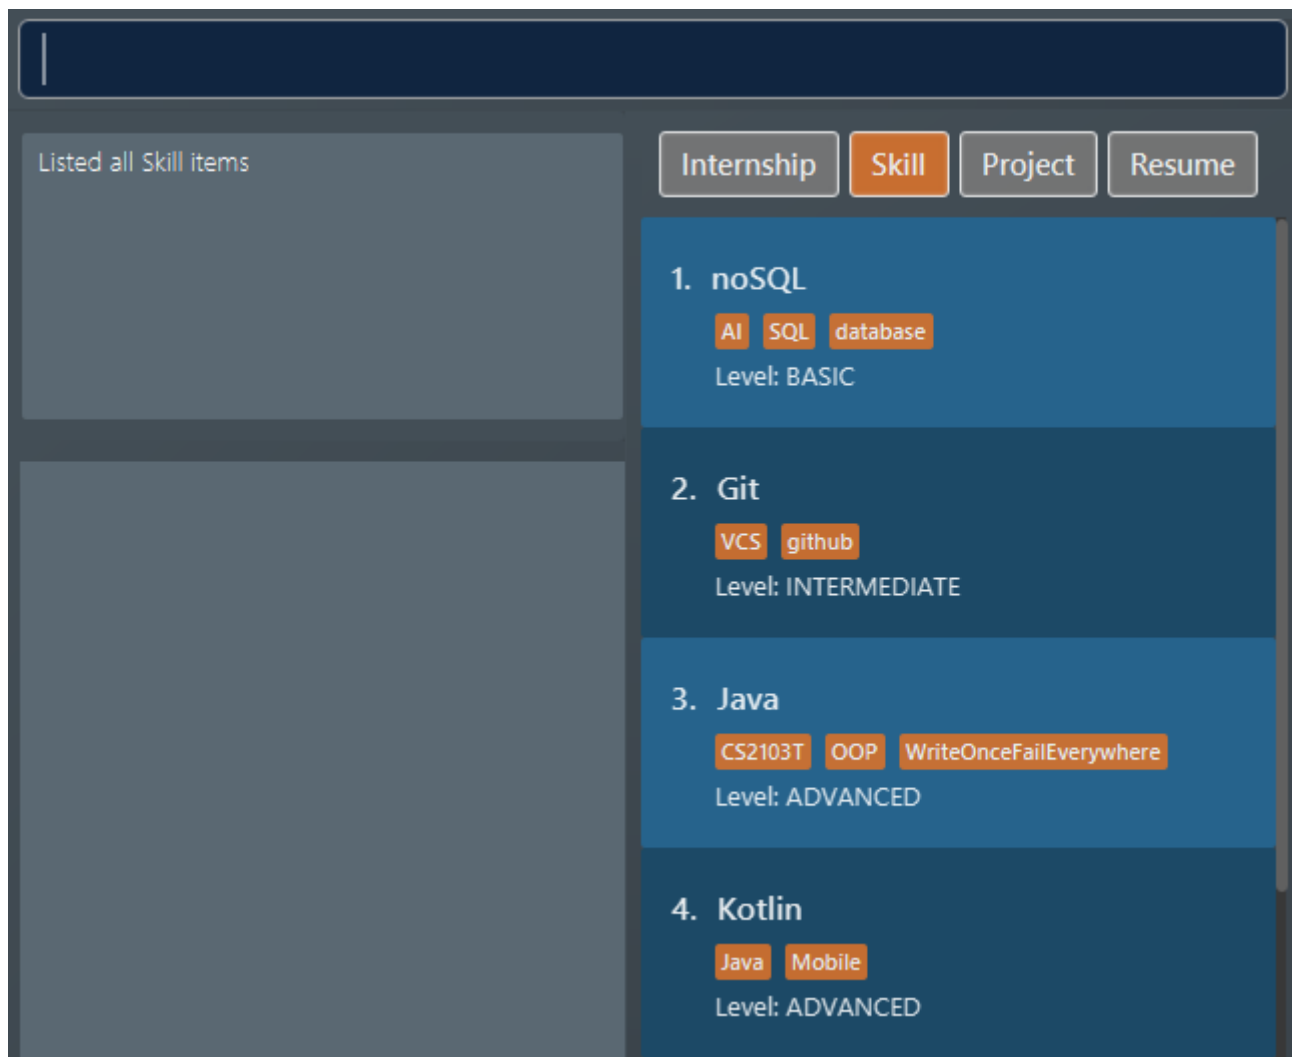 Listed all Skill items
Internship Skill Project Resume
1. noSQL
AI SQL database
Level: BASIC
2. Git
VCS github
Level: INTERMEDIATE
3. Java
CS2103T OOP WriteOnceFailEverywhere
Level: ADVANCED
4. Kotlin
Java Mobile
Level: ADVANCED